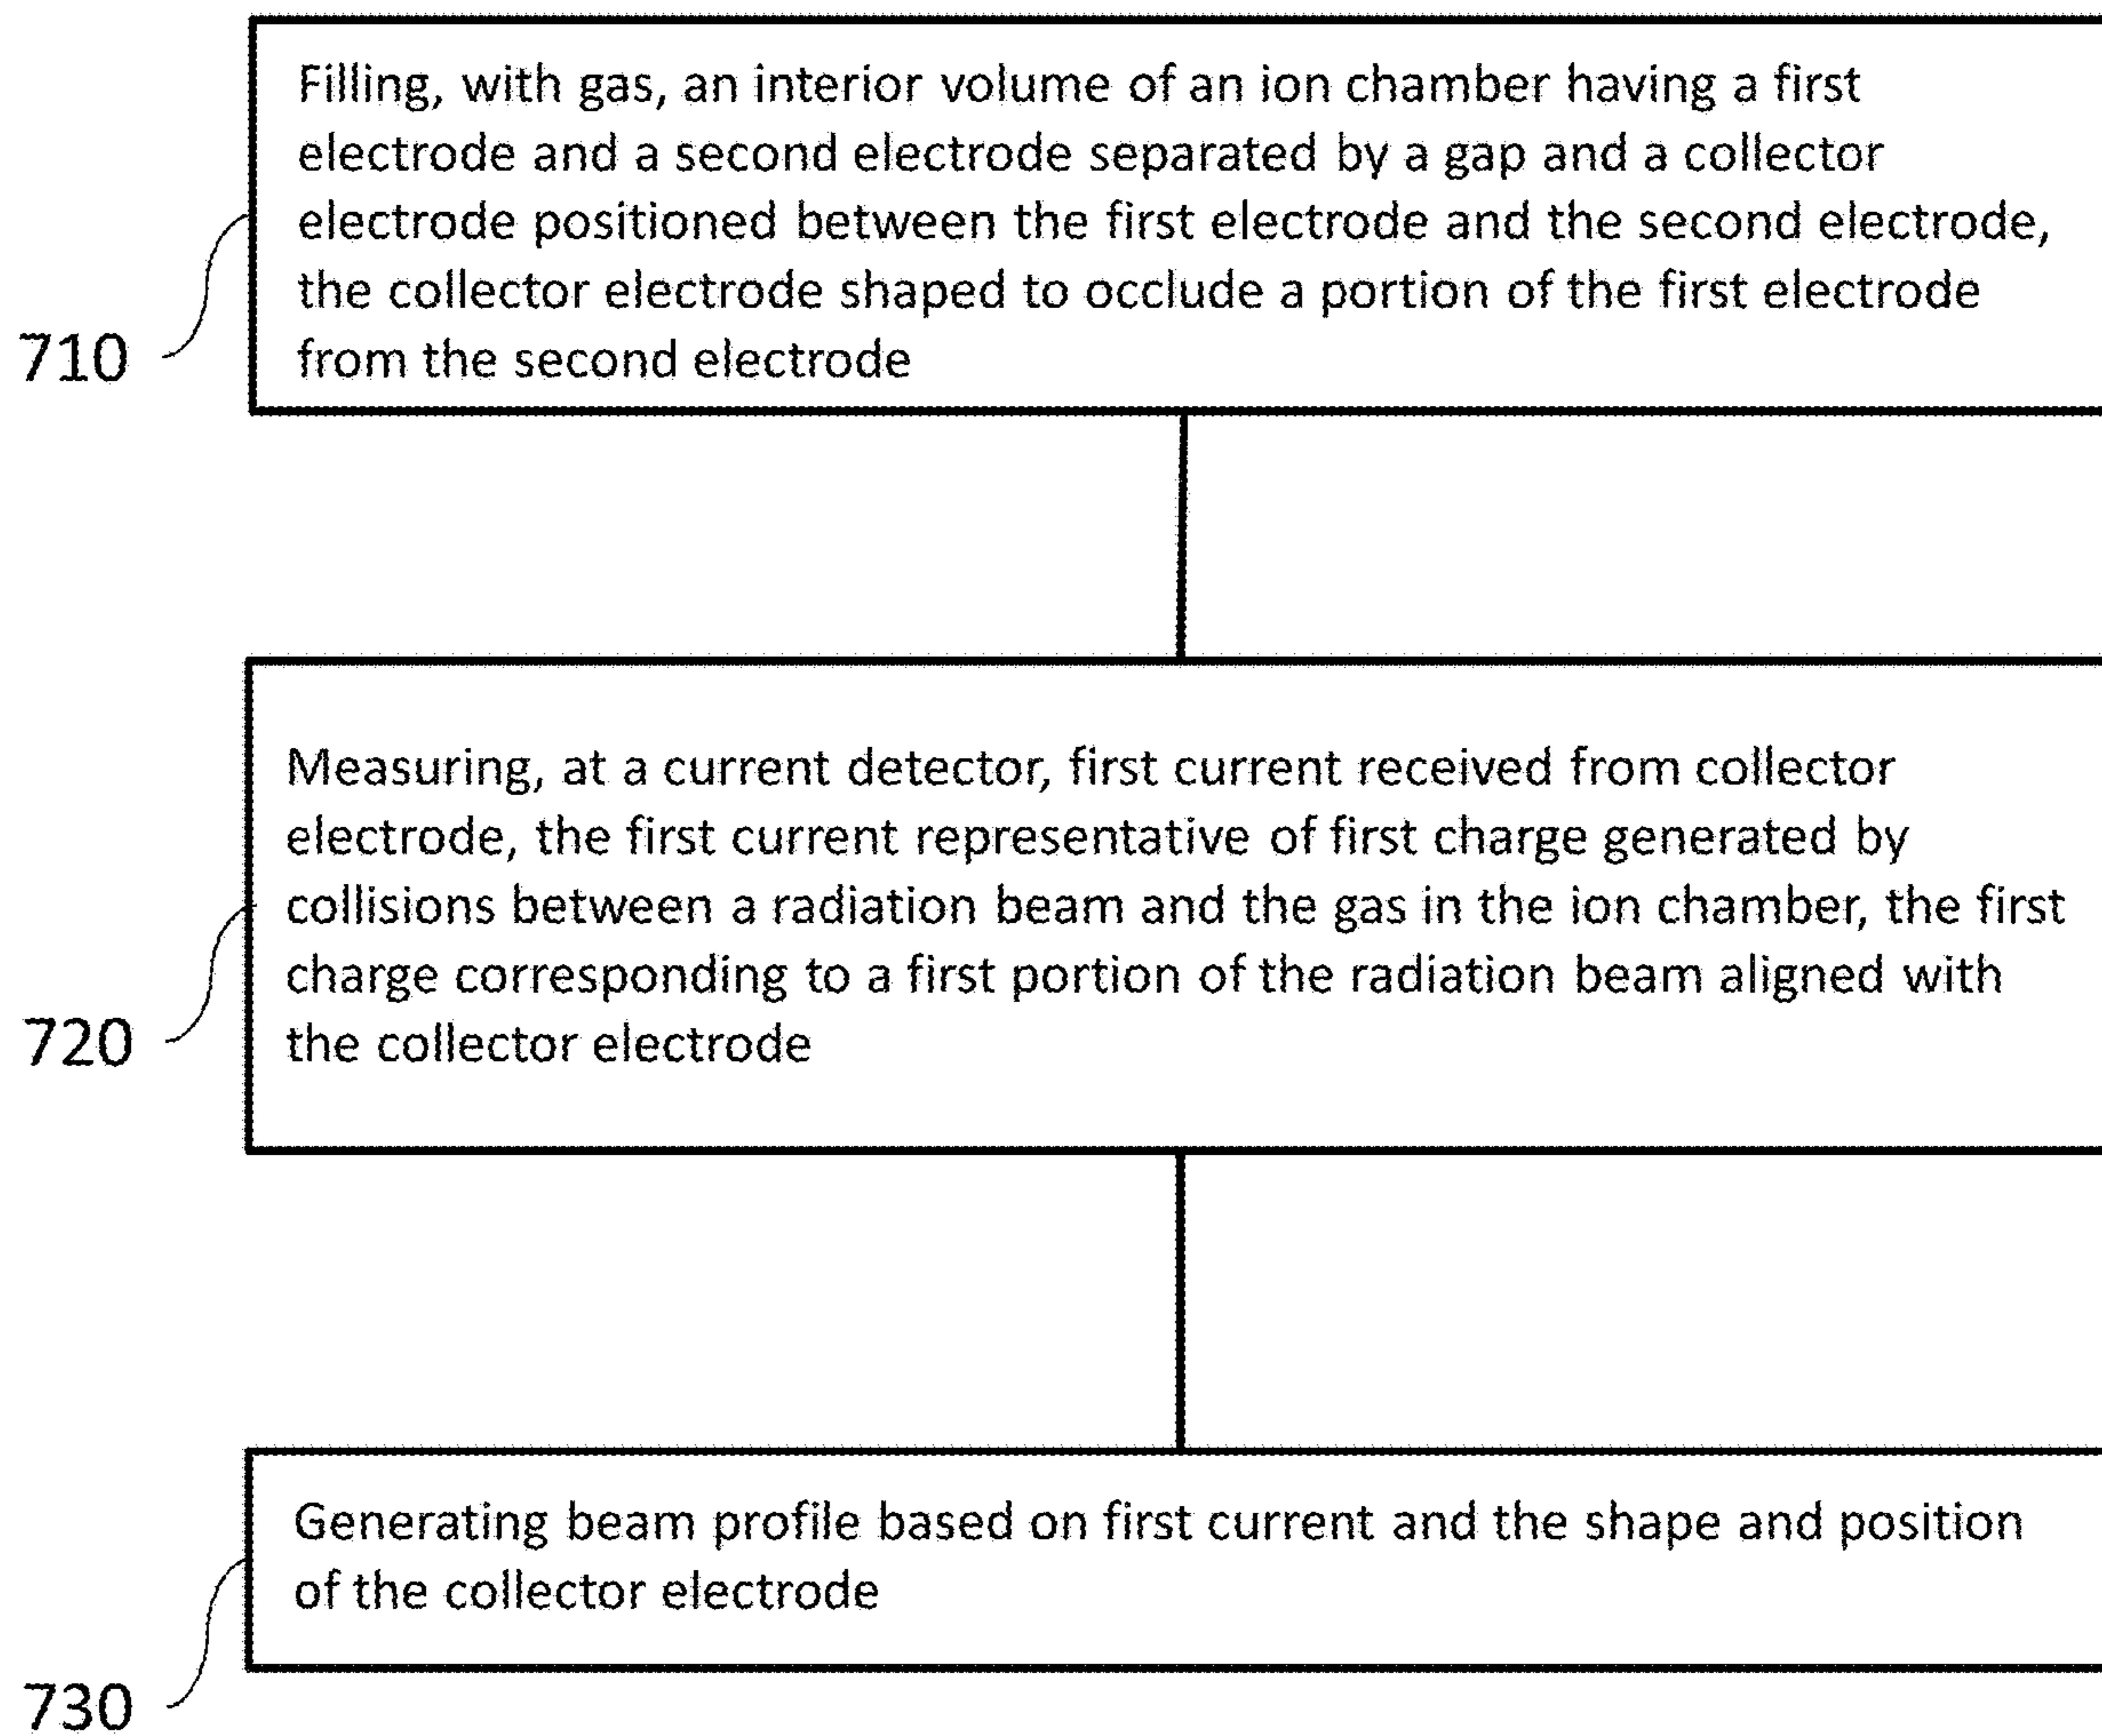 Filling, with gas, an interior volume of an ion chamber having a first
electrode and a second electrode separated by a gap and a collector
electrode positioned between the first electrode and the second electrode,
the collector electrode shaped to occlude a portion of the first electrode
from the second electrode
710
Measuring, at a current detector, first current received from collector
electrode, the first current representative of first charge generated by
collisions between a radiation beam and the gas in the ion chamber, the first
charge corresponding to a first portion of the radiation beam aligned with
the collector electrode
720
Generating beam profile based on first current and the shape and position
of the collector electrode
730